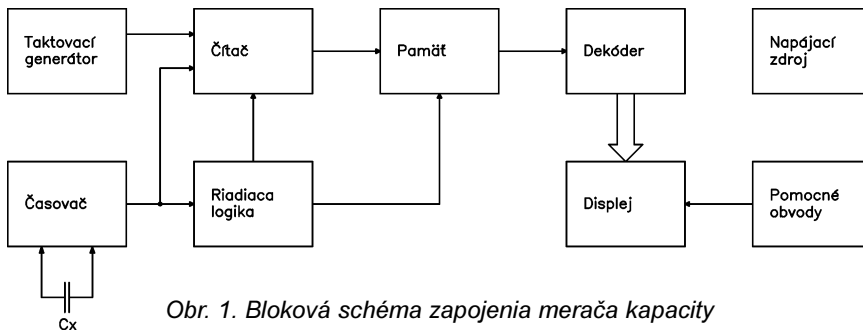 Taktovací
generátor
Čítač
Pamäť
Dekóder
Napájací
zdroj
Časovač
Riadiaca
logika
Displej
Pomocné
obvody
Cx
Obr. 1. Bloková schéma zapojenia merača kapacity